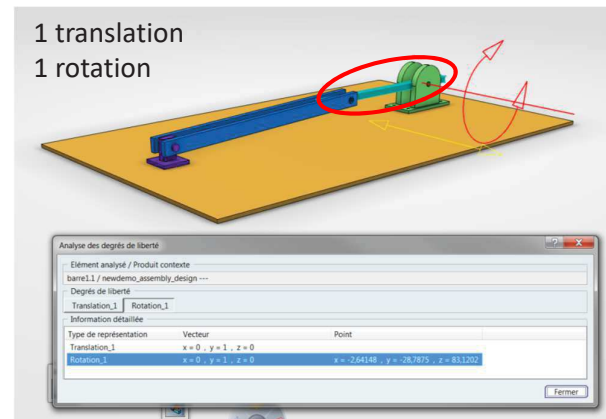 1 translation
1 rotation
Analyse des degrés de liberté
Elément analysé / Produit contexte
barre1.1 / newdemo_assembly_design ---
Degrés de liberté
Translation_1 Rotation_1
Information détaillée
Type de représentation Vecteur Point
Translation_1 x = 0 , y = 1 , z = 0
Rotation_1 x = 0 , y = 1 , z = 0 x = -2,64148 , y = -28,7875 , z = 83,1202
Fermer